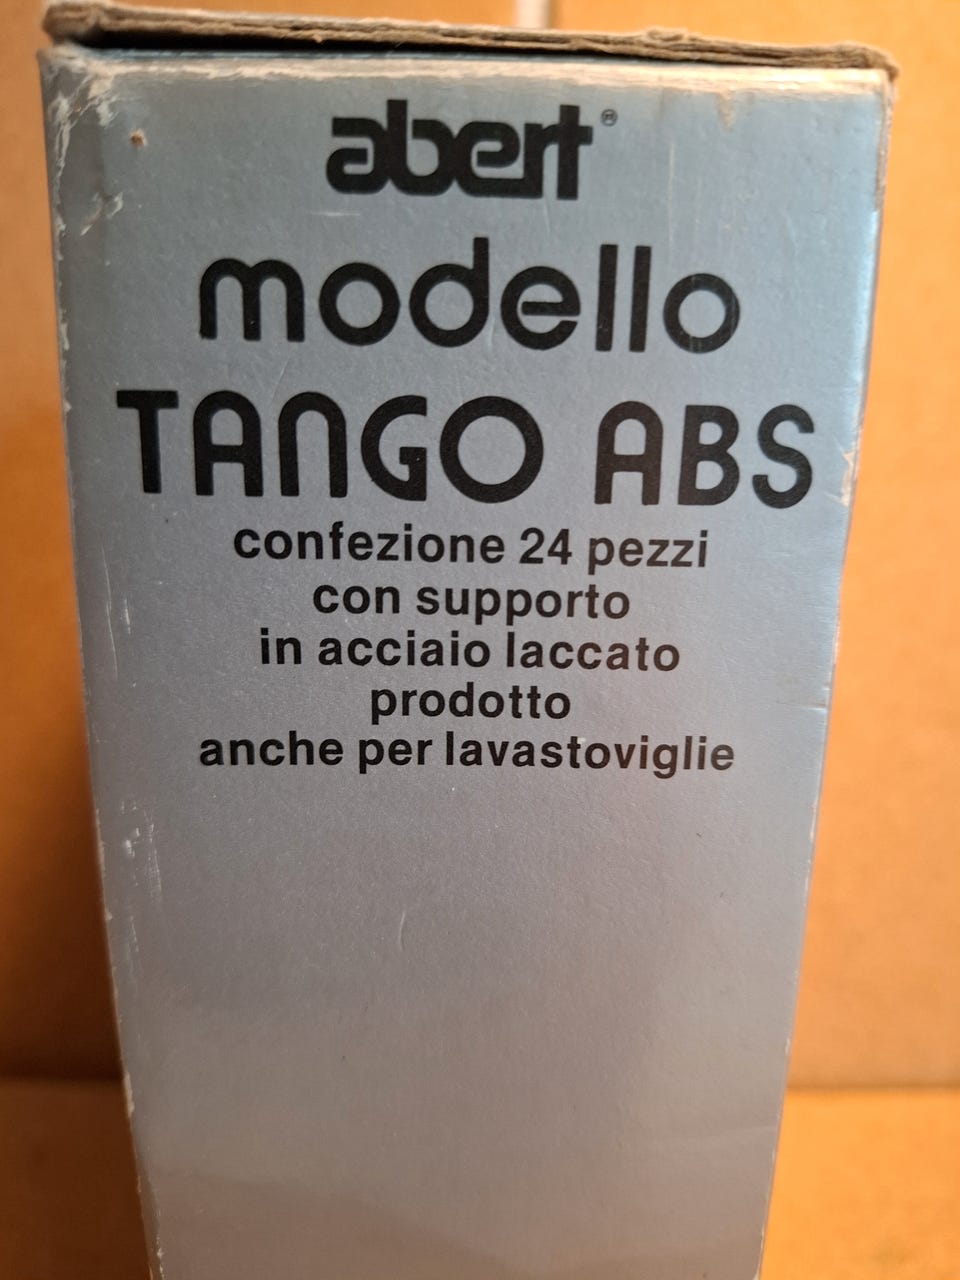 abert®
modello
TANGO ABS
confezione 24 pezzi
con supporto
in acciaio laccato
prodotto
anche per lavastoviglie